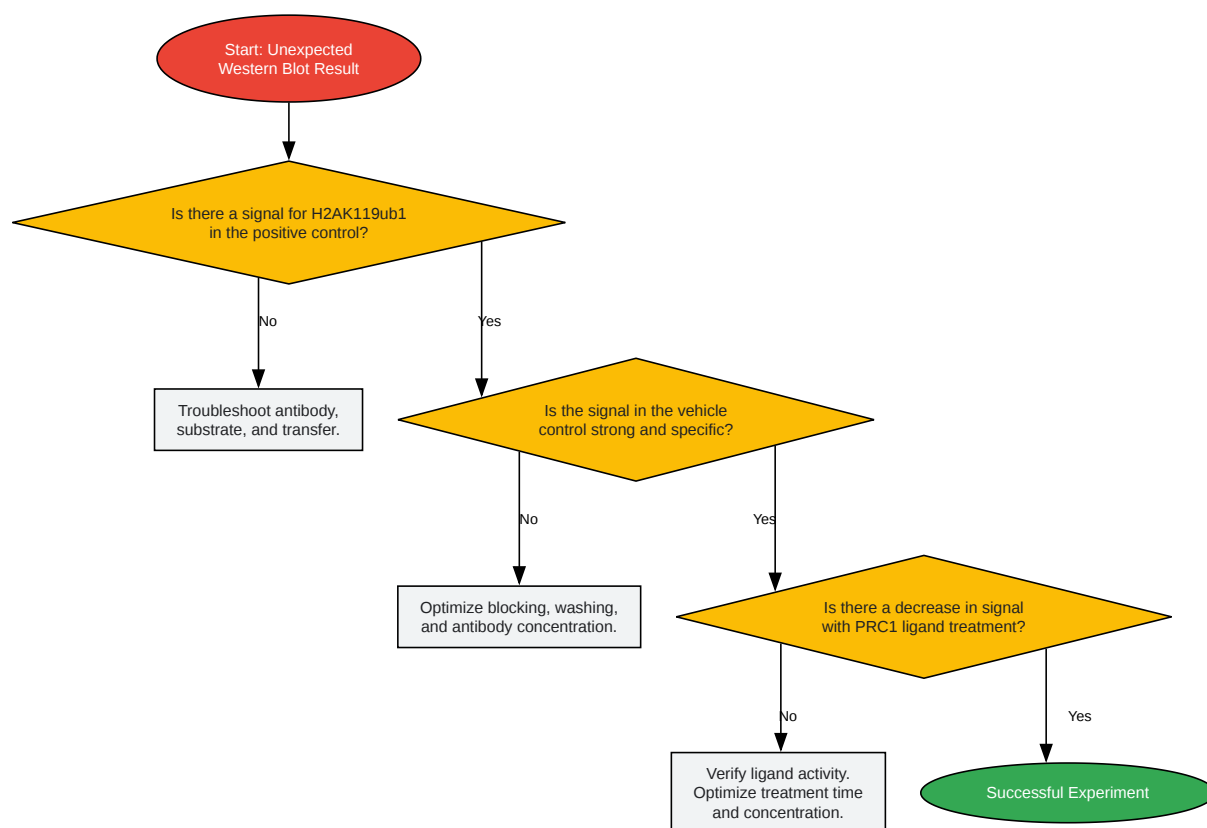 Start: Unexpected
Western Blot Result
Is there a signal for H2AK119ub1
in the positive control?
No
Yes
Troubleshoot antibody,
substrate, and transfer.
Is the signal in the vehicle
control strong and specific?
No
Yes
Optimize blocking, washing,
and antibody concentration.
Is there a decrease in signal
with PRC1 ligand treatment?
No
Yes
Verify ligand activity.
Optimize treatment time
and concentration.
Successful Experiment